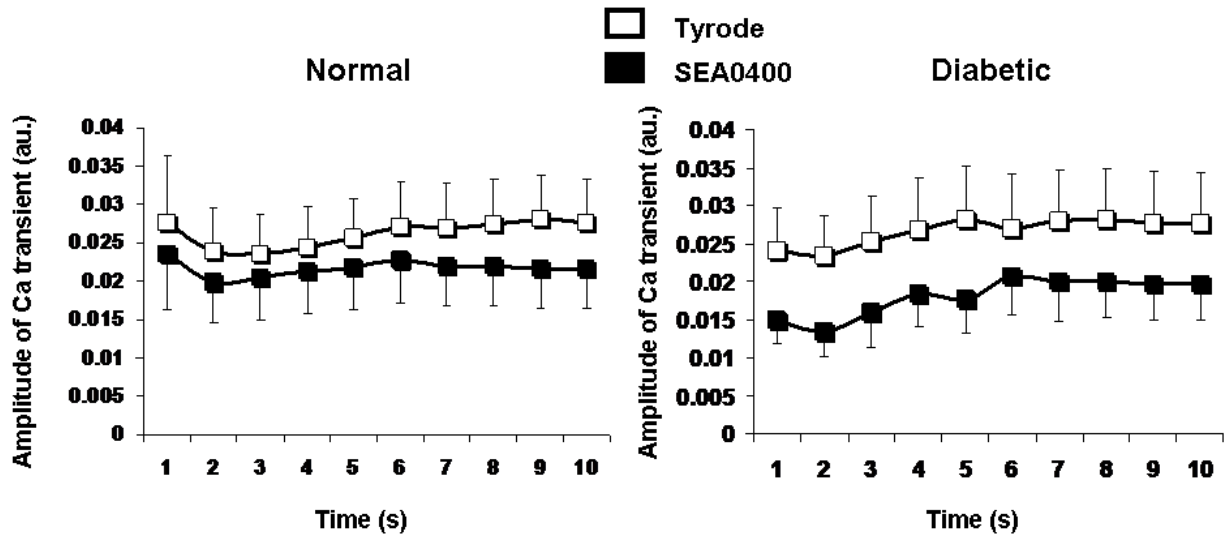 Tyrode
SEA0400
Normal
Diabetic
Amplitude of Ca transient (au.)
0.04
0.035
0.03
0.025
0.02
0.015
0.01
0.005
0
1 2 3 4 5 6 7 8 9 10
Time (s)
Amplitude of Ca transient (au.)
0.04
0.035
0.03
0.025
0.02
0.015
0.01
0.005
0
1 2 3 4 5 6 7 8 9 10
Time (s)